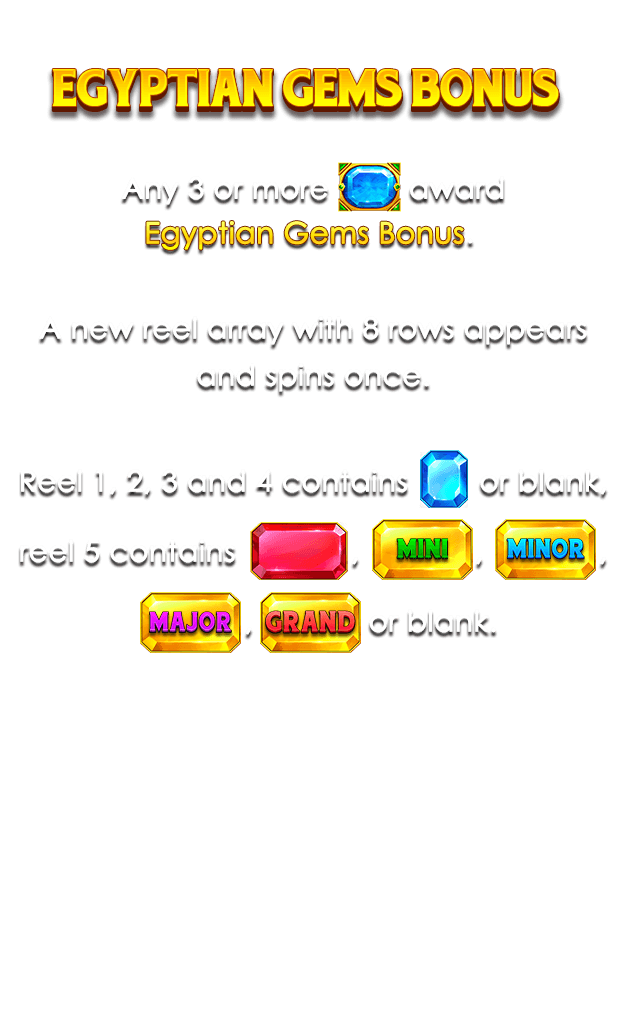 EGYPTIAN GEMS BONUS
Any 3 or more award
Egyptian Gems Bonus.
A new reel array with 8 rows appears
and spins once.
Reel 1, 2, 3 and 4 contains or blank,
reel 5 contains , MINI , MINOR ,
MAJOR , GRAND or blank.